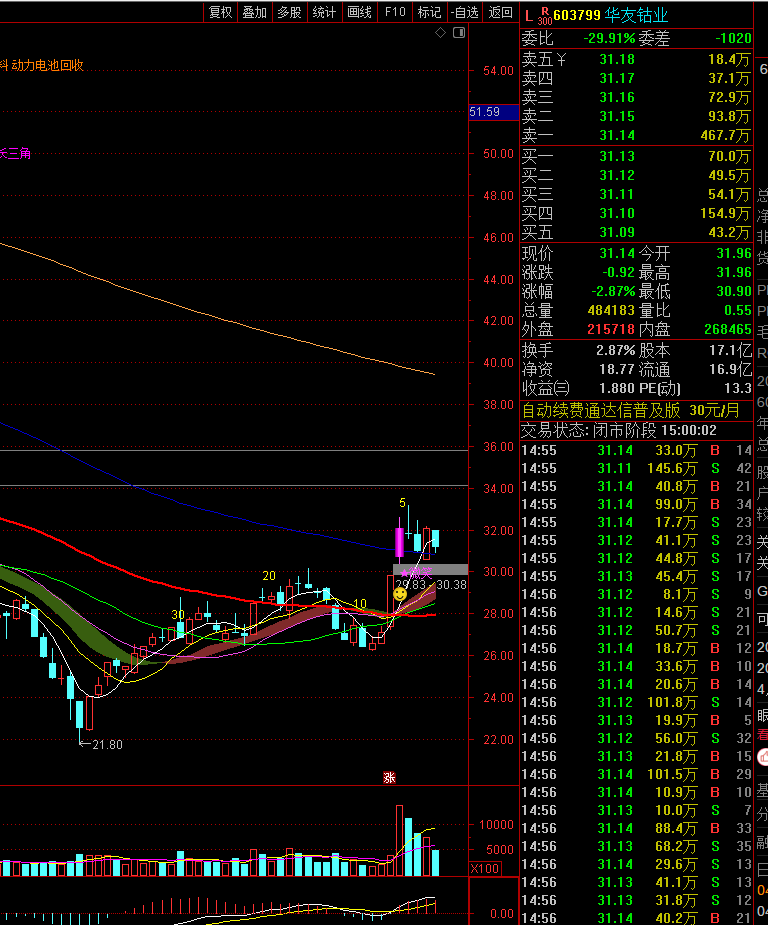 复权 叠加 多股 统计 画线 F10 标记 -自选 返回
料 动力电池回收
长三角
54.00
51.59
50.00
48.00
46.00
44.00
42.00
40.00
38.00
36.00
34.00
32.00
30.00
28.00
26.00
24.00
22.00
5
20
10
30
29.83 - 30.38
←21.80
涨
10000
5000
X100
0.00
L R 300 603799 华友钴业
委比 -29.91% 委差 -1020
卖五 ¥ 31.18 18.4万
卖四 31.17 37.1万
卖三 31.16 72.9万
卖二 31.15 93.8万
卖一 31.14 467.7万
买一 31.13 70.0万
买二 31.12 49.5万
买三 31.11 54.1万
买四 31.10 154.9万
买五 31.09 43.2万
现价 31.14 今开 31.96
涨跌 -0.92 最高 31.96
涨幅 -2.87% 最低 30.90
总量 484183 量比 0.55
外盘 215718 内盘 268465
换手 2.87% 股本 17.1亿
净资 18.77 流通 16.9亿
收益㈢ 1.880 PE(动) 13.3
自动续费通达信普及版 30元/月
交易状态: 闭市阶段 15:00:02
14:55 31.14 33.0万 B 14
14:55 31.11 145.6万 S 42
14:55 31.14 40.8万 B 21
14:55 31.14 99.0万 B 34
14:55 31.14 17.7万 S 23
14:55 31.12 41.1万 S 23
14:55 31.12 44.8万 S 17
14:55 31.13 45.4万 S 17
14:56 31.12 8.1万 S 9
14:56 31.12 14.6万 S 7
14:56 31.12 50.7万 S 21
14:56 31.14 18.7万 B 12
14:56 31.14 33.6万 B 10
14:56 31.14 20.6万 B 14
14:56 31.12 101.8万 S 14
14:56 31.13 19.9万 B 5
14:56 31.12 56.0万 S 32
14:56 31.13 21.8万 B 15
14:56 31.14 101.5万 B 29
14:56 31.14 10.9万 B 10
14:56 31.13 10.0万 S 7
14:56 31.14 88.4万 B 33
14:56 31.13 68.2万 S 35
14:56 31.14 29.6万 S 13
14:56 31.13 41.1万 S 13
14:56 31.13 31.8万 S 12
14:56 31.14 40.2万 B 21